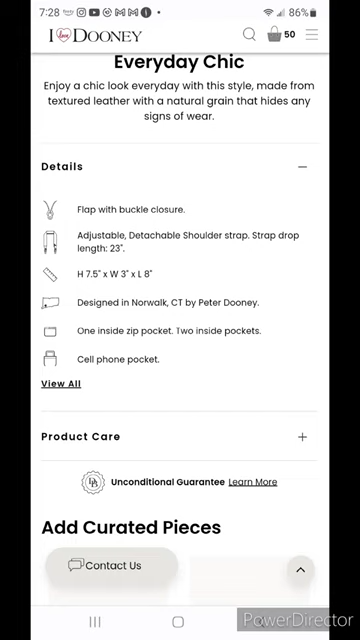 7:28
86%
I love DOONEY
50
Everyday Chic
Enjoy a chic look everyday with this style, made from
textured leather with a natural grain that hides any
signs of wear.
Details
Flap with buckle closure.
Adjustable, Detachable Shoulder strap. Strap drop
length: 23".
H 7.5" x W 3" x L 8"
Designed in Norwalk, CT by Peter Dooney.
One inside zip pocket. Two inside pockets.
Cell phone pocket.
View All
Product Care
Unconditional Guarantee Learn More
Add Curated Pieces
Contact Us
PowerDirector